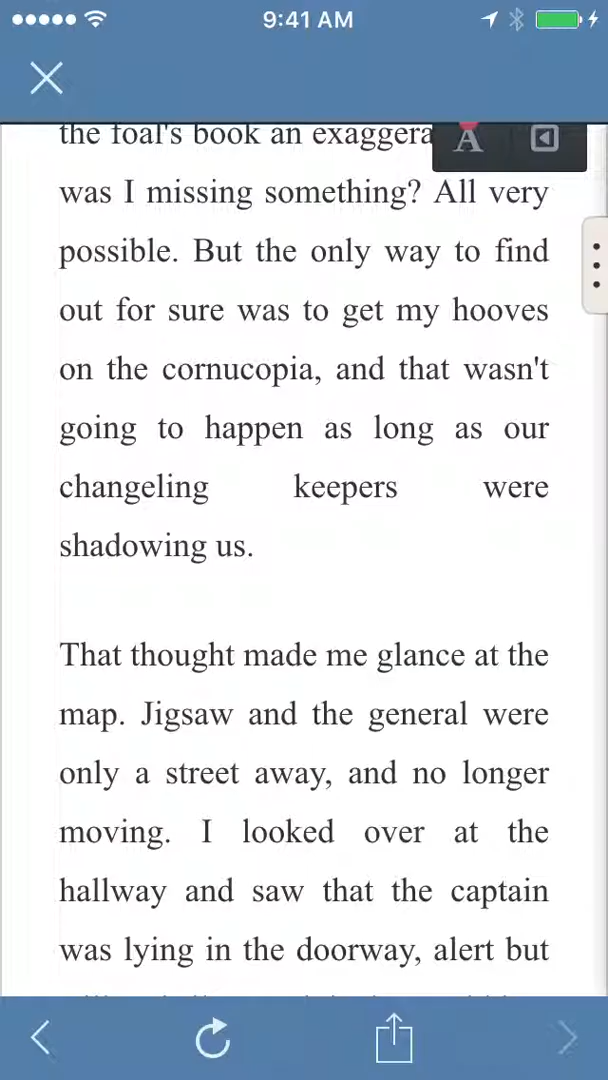 9:41 AM
the foal's book an exaggera
A
was I missing something? All very
possible. But the only way to find
out for sure was to get my hooves
on the cornucopia, and that wasn't
going to happen as long as our
changeling keepers were
shadowing us.
That thought made me glance at the
map. Jigsaw and the general were
only a street away, and no longer
moving. I looked over at the
hallway and saw that the captain
was lying in the doorway, alert but